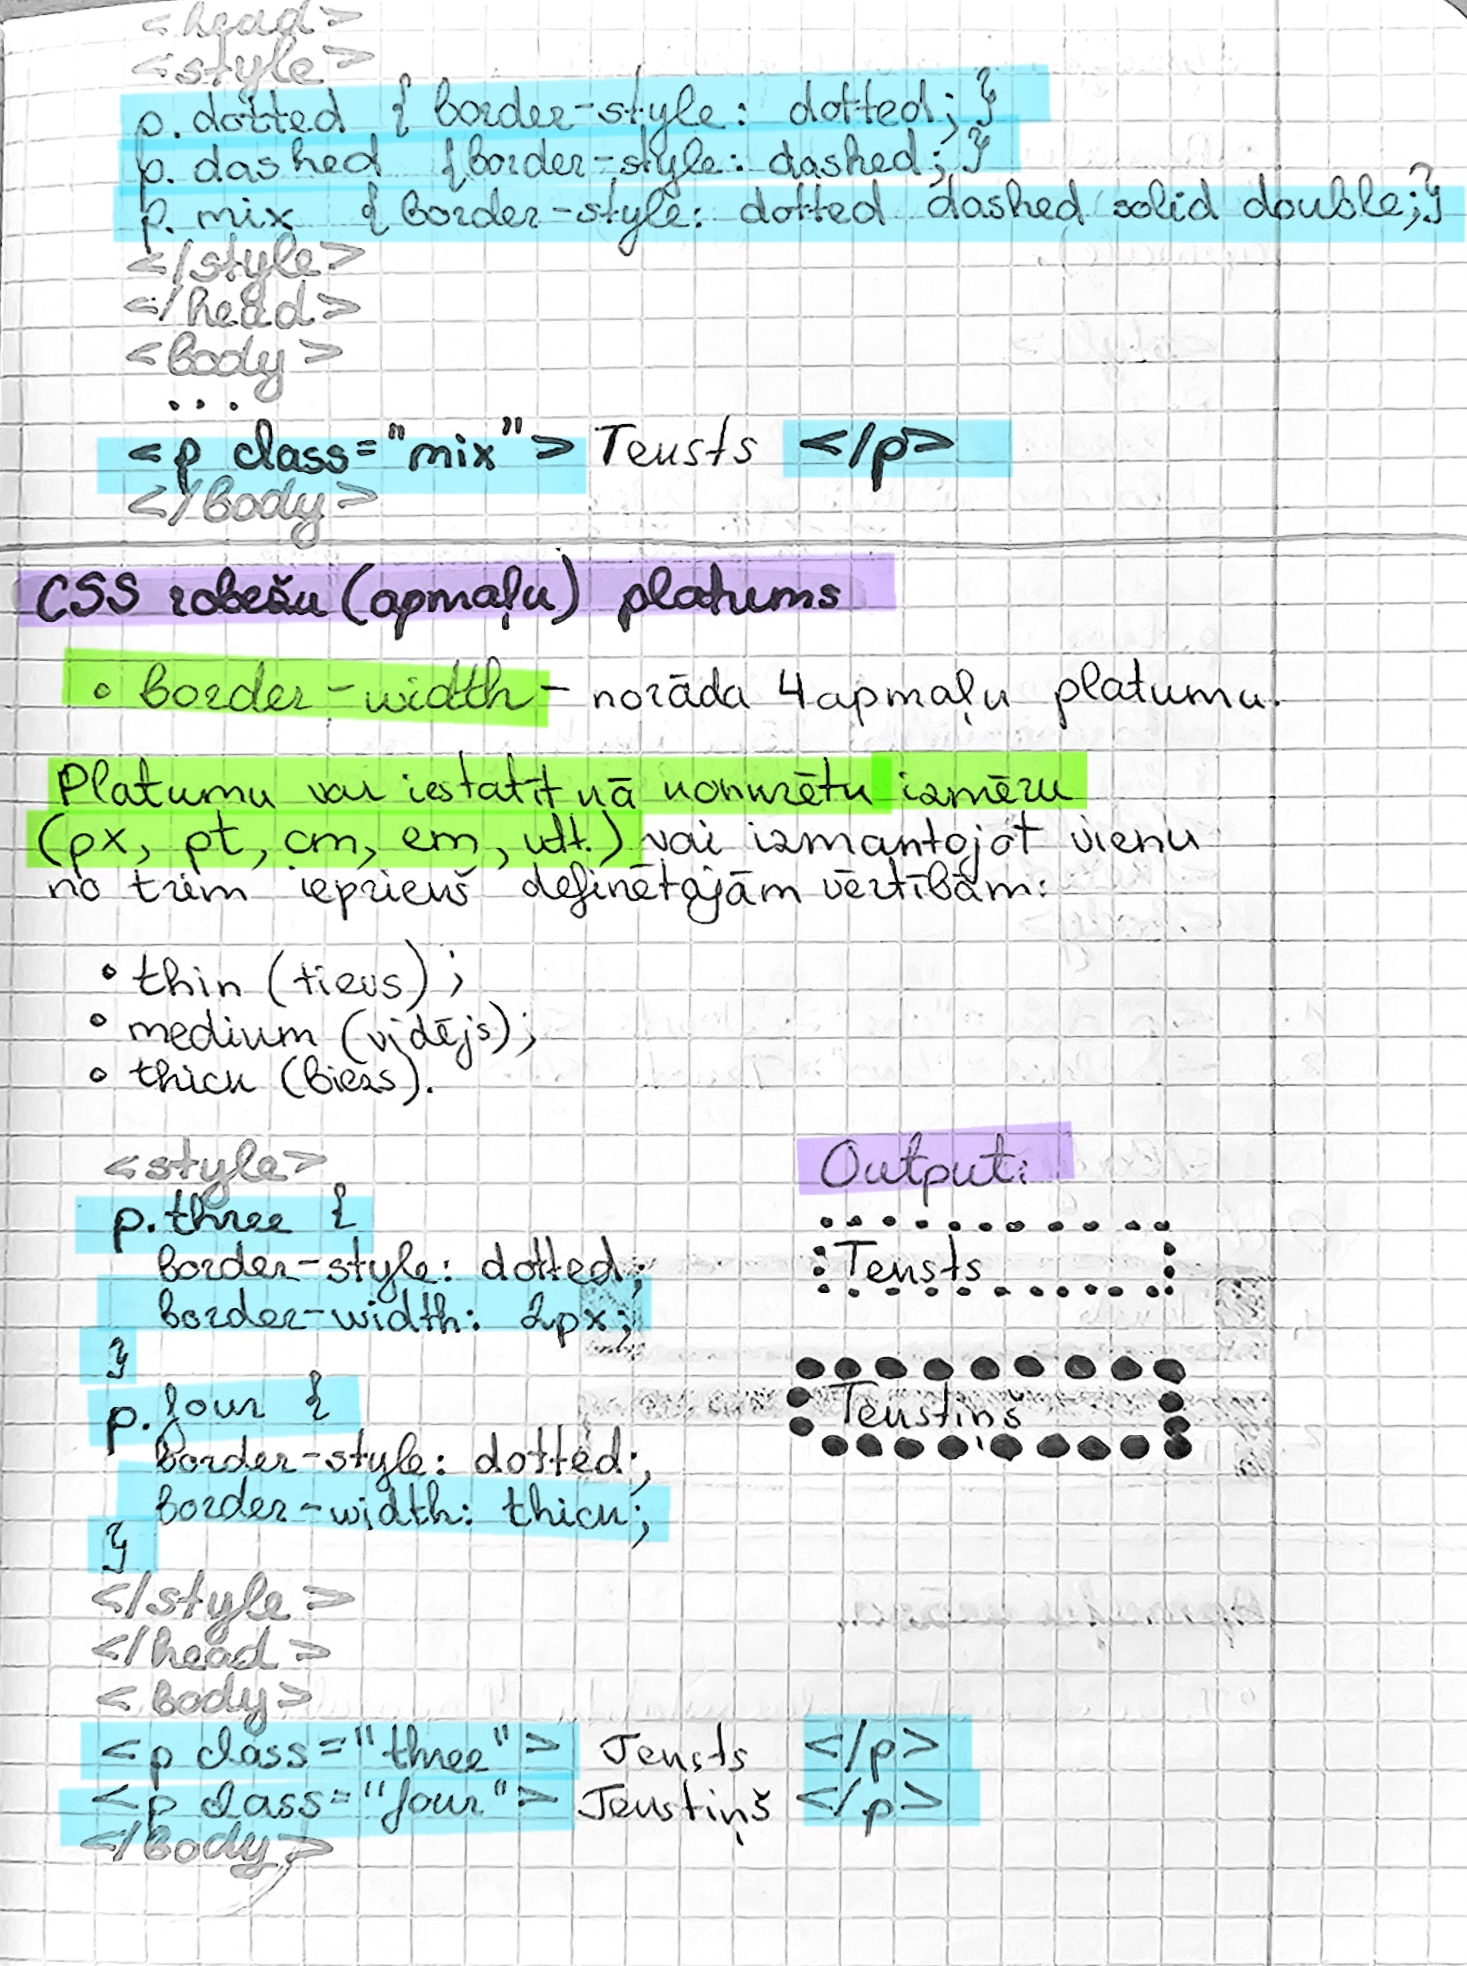 <head>
<style>
p.dotted { border-style: dotted; }
p.dashed { border-style: dashed; }
p.mix { border-style: dotted dashed solid double; }
</style>
</head>
<body>
...
<p class="mix"> Teksts </p>
</body>
CSS robežu (apmaļu) platums
• border-width - norāda 4 apmaļu platumu.
Platumu var iestatīt kā konkrētu izmēru
(px, pt, cm, em, utt.) vai izmantojot vienu
no trim iepriekš definētajām vērtībām:
• thin (tievs);
• medium (vidējs);
• thick (biezs).
<style>
Output:
p.three {
border-style: dotted;
Teksts
border-width: 2px;
}
p.four {
Tekstiņš
border-style: dotted;
border-width: thick;
}
</style>
</head>
<body>
<p class="three"> Teksts </p>
<p class="four"> Tekstiņš </p>
</body>